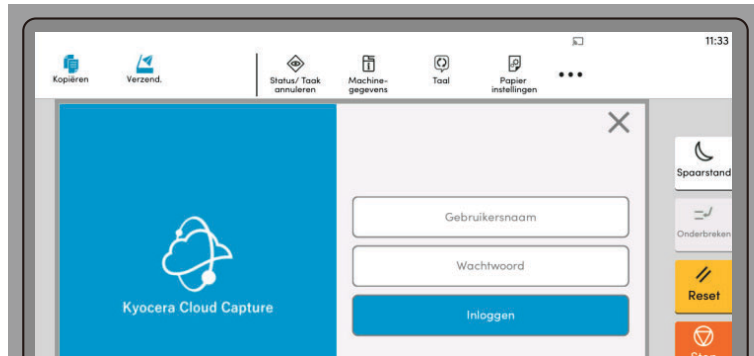 11:33
Kopiëren
Verzend.
Status/ Taak
annuleren
Machine-
gegevens
Taal
Papier
instellingen
Spaarstand
Gebruikersnaam
Onderbreken
Wachtwoord
Reset
Kyocera Cloud Capture
Inloggen
Stop